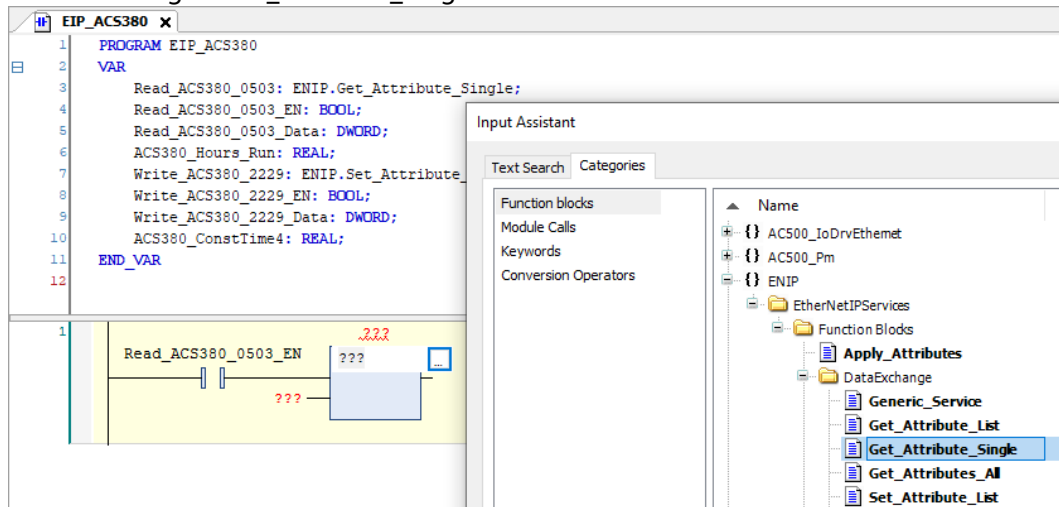 EIP_ACS380
1 PROGRAM EIP_ACS380
2 VAR
3 Read_ACS380_0503: ENIP.Get_Attribute_Single;
4 Read_ACS380_0503_EN: BOOL;
5 Read_ACS380_0503_Data: DWORD;
6 ACS380_Hours_Run: REAL;
7 Write_ACS380_2229: ENIP.Set_Attribute_
8 Write_ACS380_2229_EN: BOOL;
9 Write_ACS380_2229_Data: DWORD;
10 ACS380_ConstTime4: REAL;
11 END_VAR
12
1
???
Read_ACS380_0503_EN
???
...
???
Input Assistant
Text Search
Categories
Function blocks
Module Calls
Keywords
Conversion Operators
Name
{} AC500_IoDrvEthernet
{} AC500_Pm
{} ENIP
EtherNetIPServices
Function Blocks
Apply_Attributes
DataExchange
Generic_Service
Get_Attribute_List
Get_Attribute_Single
Get_Attributes_All
Set_Attribute_List